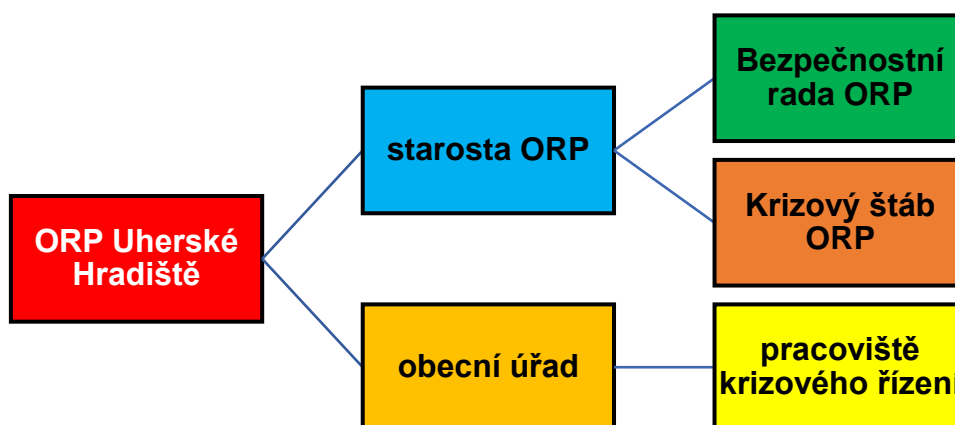 ORP Uherské
Hradiště
starosta ORP
Bezpečnostní
rada ORP
Krizový štáb
ORP
obecní úřad
pracoviště
krizového řízení